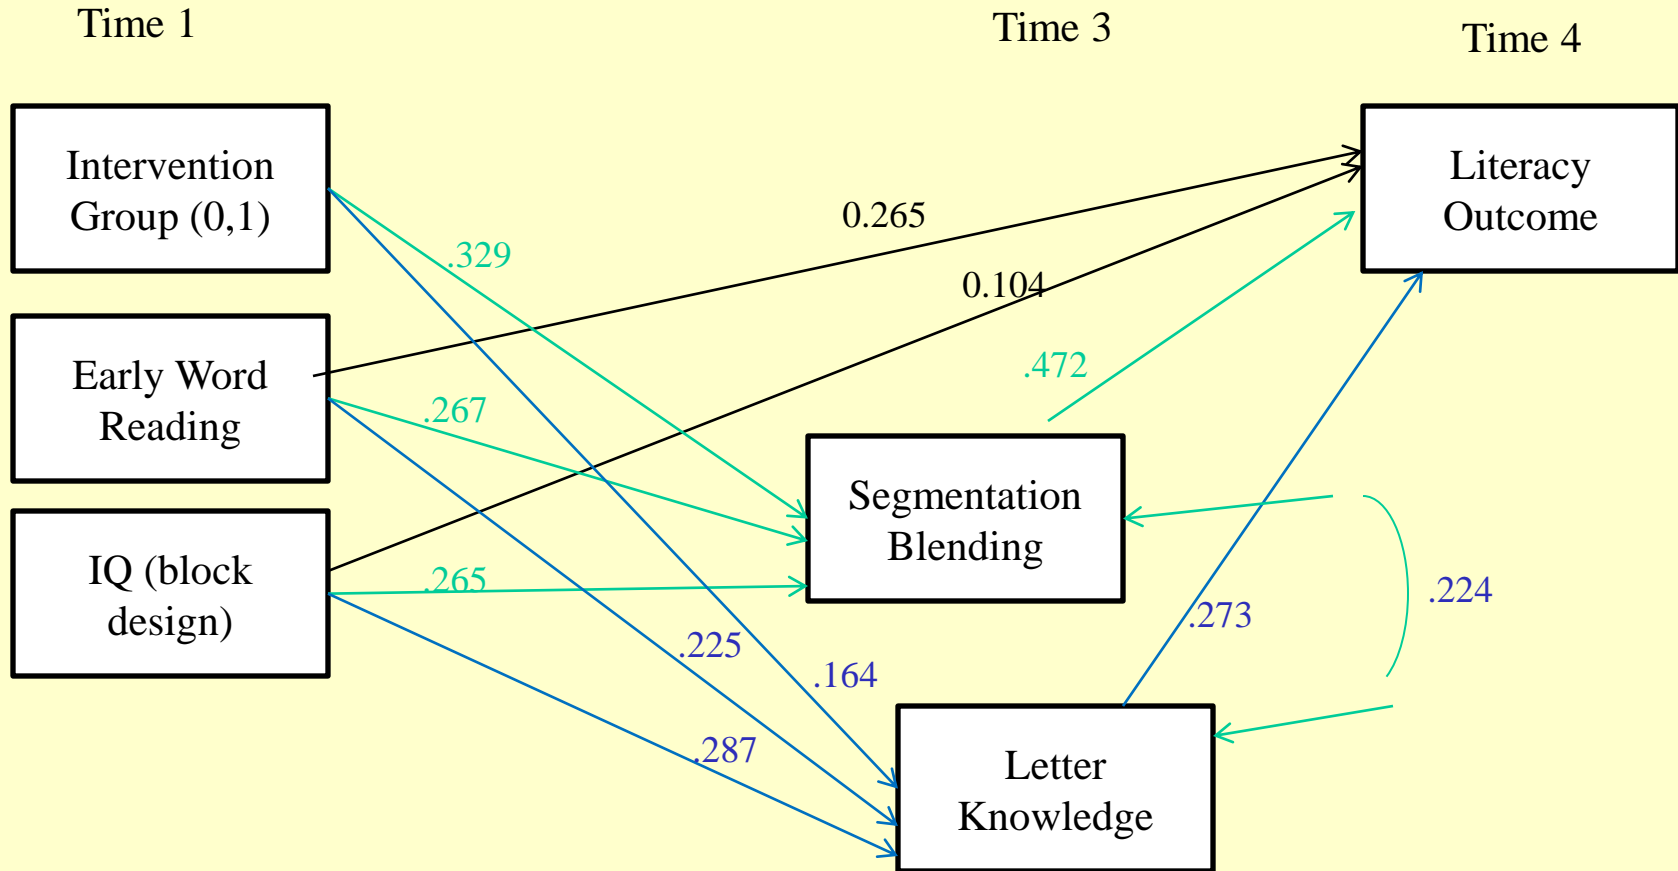 Time 1
Time 3
Time 4
Intervention
Group (0,1)
Literacy
Outcome
0.265
.329
0.104
Early Word
Reading
.472
.267
Segmentation
Blending
IQ (block
design)
.265
.224
.273
.225
.164
.287
Letter
Knowledge